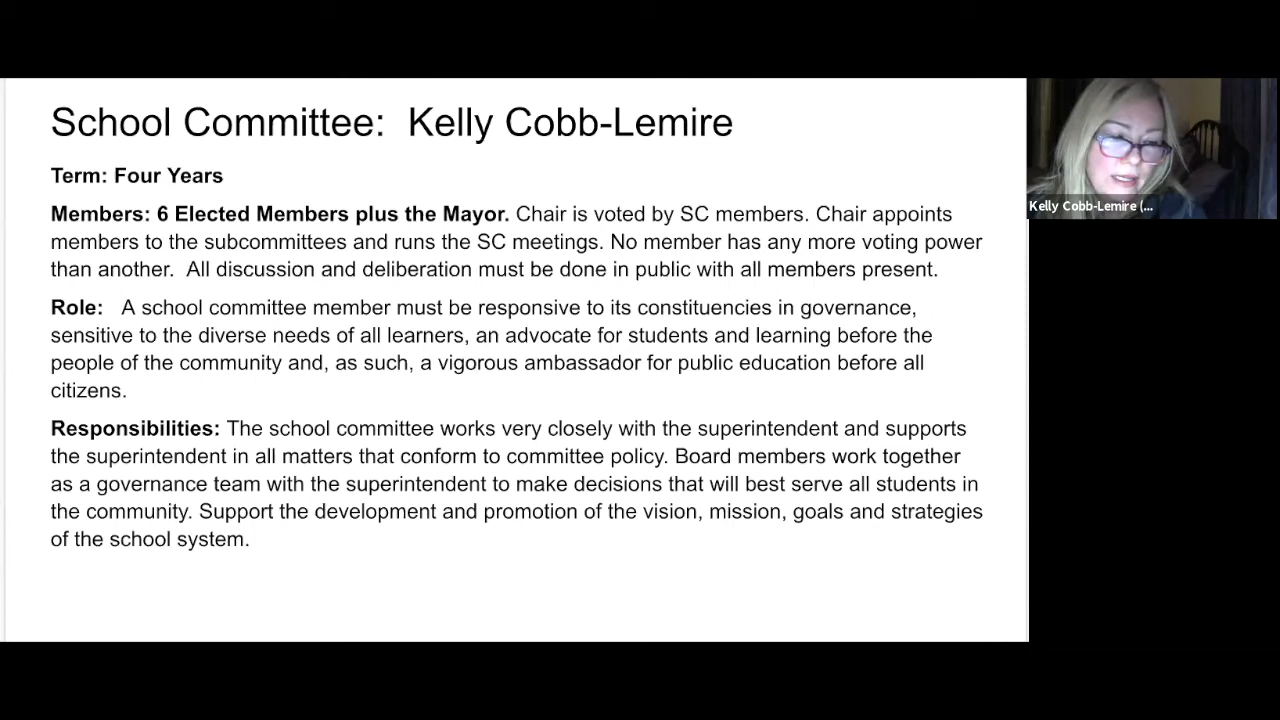 School Committee:  Kelly Cobb-Lemire
Term: Four Years
Members: 6 Elected Members plus the Mayor. Chair is voted by SC members. Chair appoints
members to the subcommittees and runs the SC meetings. No member has any more voting power
than another.  All discussion and deliberation must be done in public with all members present.
Role:   A school committee member must be responsive to its constituencies in governance,
sensitive to the diverse needs of all learners, an advocate for students and learning before the
people of the community and, as such, a vigorous ambassador for public education before all
citizens.
Responsibilities: The school committee works very closely with the superintendent and supports
the superintendent in all matters that conform to committee policy. Board members work together
as a governance team with the superintendent to make decisions that will best serve all students in
the community. Support the development and promotion of the vision, mission, goals and strategies
of the school system.
Kelly Cobb-Lemire (...